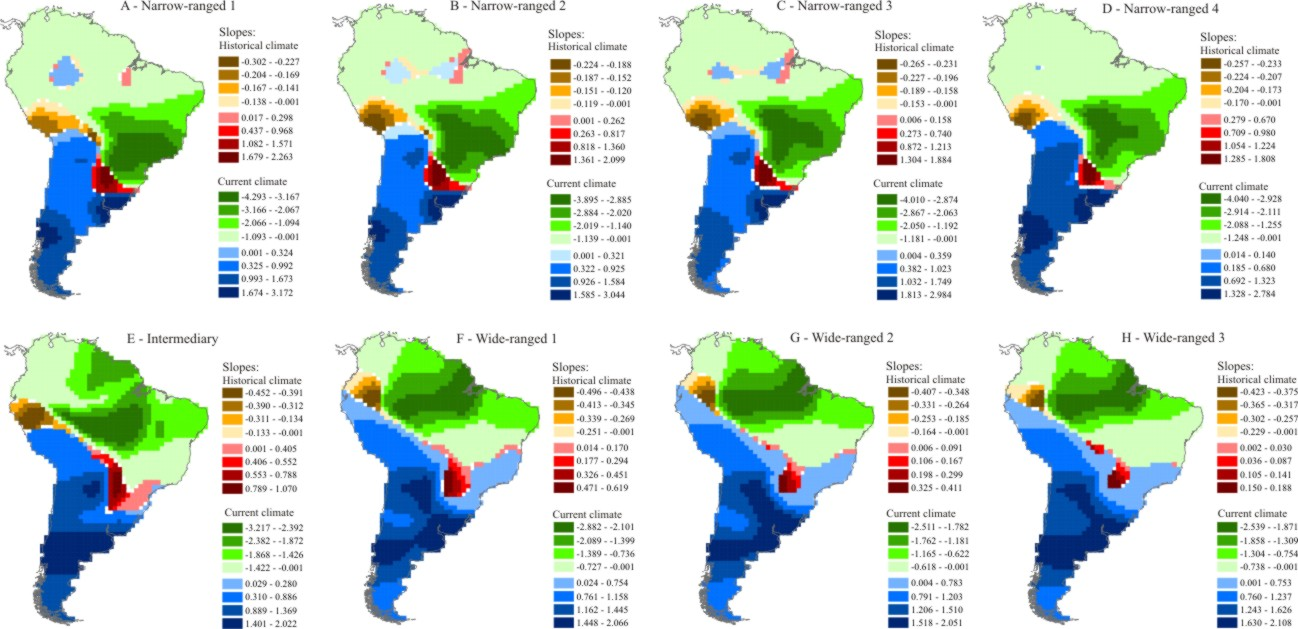 A - Narrow-ranged 1
Slopes:
Historical climate
-0.302 - -0.227
-0.204 - -0.169
-0.167 - -0.141
-0.138 - -0.001
0.017 - 0.298
0.437 - 0.968
1.082 - 1.571
1.679 - 2.263
Current climate
-4.293 - -3.167
-3.166 - -2.067
-2.066 - -1.094
-1.093 - -0.001
0.001 - 0.324
0.325 - 0.992
0.993 - 1.673
1.674 - 3.172
B - Narrow-ranged 2
Slopes:
Historical climate
-0.224 - -0.188
-0.187 - -0.152
-0.151 - -0.120
-0.119 - -0.001
0.001 - 0.262
0.263 - 0.817
0.818 - 1.360
1.361 - 2.099
Current climate
-3.895 - -2.885
-2.884 - -2.020
-2.019 - -1.140
-1.139 - -0.001
0.001 - 0.321
0.322 - 0.925
0.926 - 1.584
1.585 - 3.044
C - Narrow-ranged 3
Slopes:
Historical climate
-0.265 - -0.231
-0.227 - -0.196
-0.189 - -0.158
-0.153 - -0.001
0.006 - 0.158
0.273 - 0.740
0.872 - 1.213
1.304 - 1.884
Current climate
-4.010 - -2.874
-2.867 - -2.063
-2.050 - -1.192
-1.181 - -0.001
0.004 - 0.359
0.382 - 1.023
1.032 - 1.749
1.813 - 2.984
D - Narrow-ranged 4
Slopes:
Historical climate
-0.257 - -0.233
-0.224 - -0.207
-0.204 - -0.173
-0.170 - -0.001
0.279 - 0.670
0.709 - 0.980
1.054 - 1.224
1.285 - 1.808
Current climate
-4.040 - -2.928
-2.914 - -2.111
-2.088 - -1.255
-1.248 - -0.001
0.014 - 0.140
0.185 - 0.680
0.692 - 1.323
1.328 - 2.784
E - Intermediary
Slopes:
Historical climate
-0.452 - -0.391
-0.390 - -0.312
-0.311 - -0.134
-0.133 - -0.001
0.001 - 0.405
0.406 - 0.552
0.553 - 0.788
0.789 - 1.070
Current climate
-3.217 - -2.392
-2.382 - -1.872
-1.868 - -1.426
-1.422 - -0.001
0.029 - 0.280
0.310 - 0.886
0.889 - 1.369
1.401 - 2.022
F - Wide-ranged 1
Slopes:
Historical climate
-0.496 - -0.438
-0.413 - -0.345
-0.339 - -0.269
-0.251 - -0.001
0.014 - 0.170
0.177 - 0.294
0.326 - 0.451
0.471 - 0.619
Current climate
-2.882 - -2.101
-2.089 - -1.399
-1.389 - -0.736
-0.727 - -0.001
0.024 - 0.754
0.761 - 1.158
1.162 - 1.445
1.448 - 2.066
G - Wide-ranged 2
Slopes:
Historical climate
-0.407 - -0.348
-0.331 - -0.264
-0.253 - -0.185
-0.164 - -0.001
0.006 - 0.091
0.106 - 0.167
0.198 - 0.299
0.325 - 0.411
Current climate
-2.511 - -1.782
-1.762 - -1.181
-1.165 - -0.622
-0.618 - -0.001
0.004 - 0.783
0.791 - 1.203
1.206 - 1.510
1.518 - 2.051
H - Wide-ranged 3
Slopes:
Historical climate
-0.423 - -0.375
-0.365 - -0.317
-0.302 - -0.257
-0.229 - -0.001
0.002 - 0.030
0.036 - 0.087
0.105 - 0.141
0.150 - 0.188
Current climate
-2.539 - -1.871
-1.858 - -1.309
-1.304 - -0.754
-0.738 - -0.001
0.001 - 0.753
0.760 - 1.237
1.243 - 1.626
1.630 - 2.108